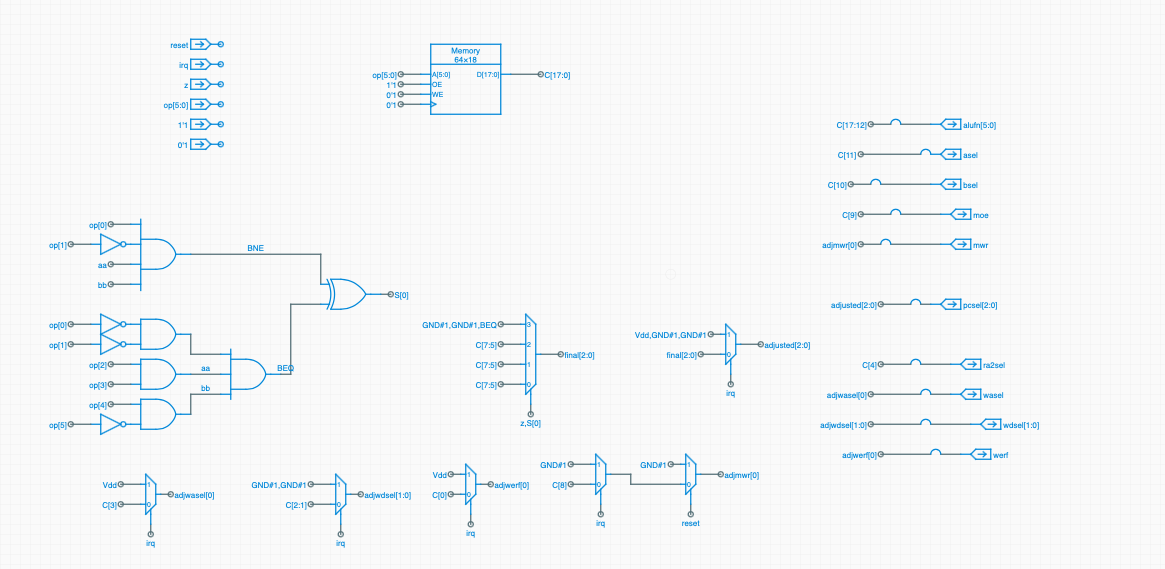 reset
irq
z
op[5:0]
1'1
0'1
Memory
64×18
op[5:0]
1'1
0'1
0'1
A[5:0]
OE
WE
D[17:0]
C[17:0]
C[17:12]
alufn[5:0]
C[11]
asel
C[10]
bsel
C[9]
moe
adjmwr[0]
mwr
adjusted[2:0]
pcsel[2:0]
C[4]
ra2sel
adjwasel[0]
wasel
adjwdsel[1:0]
wdsel[1:0]
adjwerf[0]
werf
op[0]
op[1]
aa
bb
BNE
S[0]
op[0]
op[1]
op[2]
op[3]
op[4]
op[5]
aa
bb
BEQ
GND#1,GND#1,BEQ
3
C[7:5]
2
C[7:5]
1
C[7:5]
0
final[2:0]
z,S[0]
Vdd,GND#1,GND#1
1
final[2:0]
0
adjusted[2:0]
irq
Vdd
1
C[3]
0
adjwasel[0]
irq
GND#1,GND#1
1
C[2:1]
0
adjwdsel[1:0]
irq
Vdd
1
C[0]
0
adjwerf[0]
irq
GND#1
1
C[8]
0
irq
GND#1
1
0
adjmwr[0]
reset